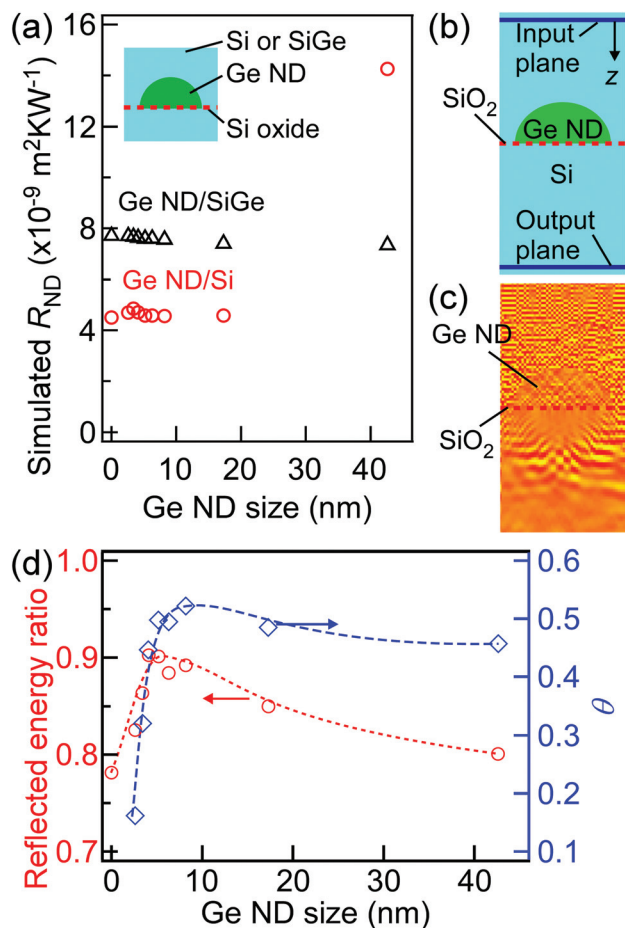 (a)
Simulated R_ND (x10⁻⁹ m²KW⁻¹)
16
12
8
4
0
Si or SiGe
Ge ND
Si oxide
Ge ND/SiGe
Ge ND/Si
0 10 20 30 40
Ge ND size (nm)
(b)
Input
plane
z
SiO₂
Ge ND
Si
Output
plane
(c)
Ge ND
SiO₂
(d)
Reflected energy ratio
1.0
0.9
0.8
0.7
0.6
0.5
0.4
0.3
0.2
0.1
θ
0 10 20 30 40
Ge ND size (nm)